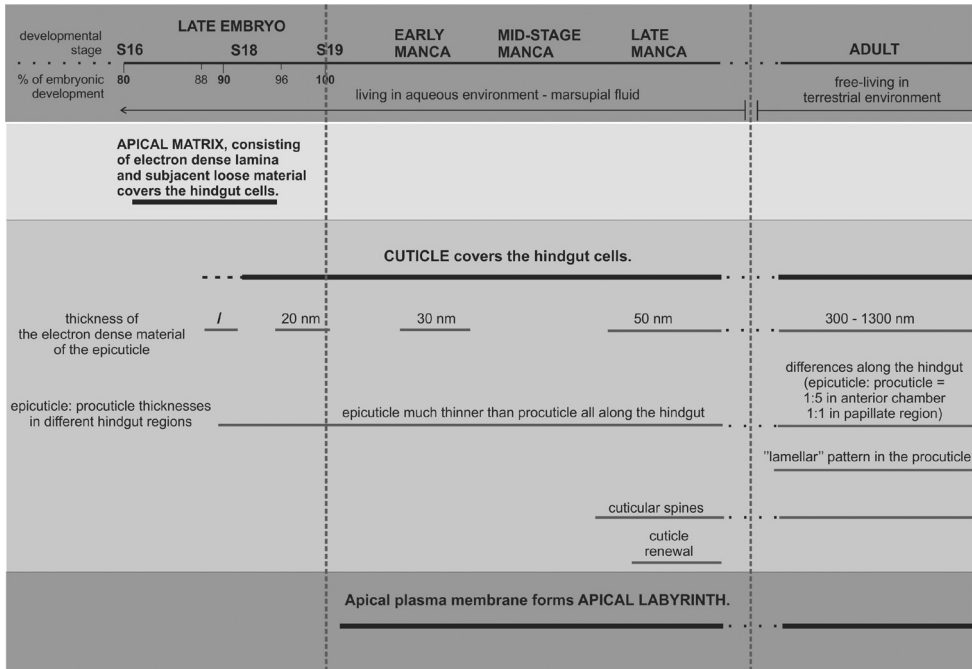 LATE EMBRYO
developmental
stage
S16
S18
S19
EARLY
MANCA
MID-STAGE
MANCA
LATE
MANCA
ADULT
% of embryonic
development
80
88
90
96
100
living in aqueous environment - marsupial fluid
free-living in
terrestrial environment
APICAL MATRIX, consisting
of electron dense lamina
and subjacent loose material
covers the hindgut cells.
CUTICLE covers the hindgut cells.
thickness of
the electron dense material
of the epicuticle
/
20 nm
30 nm
50 nm
300 - 1300 nm
epicuticle: procuticle thicknesses
in different hindgut regions
epicuticle much thinner than procuticle all along the hindgut
differences along the hindgut
(epicuticle: procuticle =
1:5 in anterior chamber
1:1 in papillate region)
"lamellar" pattern in the procuticle
cuticular spines
cuticle
renewal
Apical plasma membrane forms APICAL LABYRINTH.